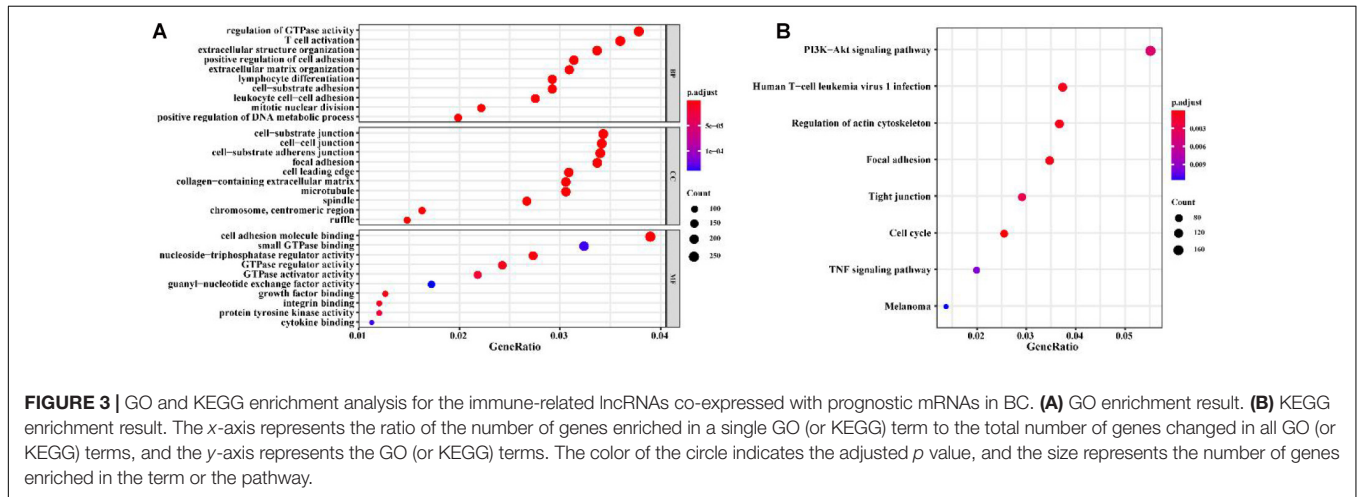 A
regulation of GTPase activity
T cell activation
extracellular structure organization
positive regulation of cell adhesion
extracellular matrix organization
lymphocyte differentiation
cell-substrate adhesion
leukocyte cell-cell adhesion
mitotic nuclear division
positive regulation of DNA metabolic process
BP
cell-substrate junction
cell-cell junction
cell-substrate adherens junction
focal adhesion
cell leading edge
collagen-containing extracellular matrix
microtubule
spindle
chromosome, centromeric region
ruffle
CC
cell adhesion molecule binding
small GTPase binding
nucleoside-triphosphatase regulator activity
GTPase regulator activity
GTPase activator activity
guanyl-nucleotide exchange factor activity
growth factor binding
integrin binding
protein tyrosine kinase activity
cytokine binding
MF
0.01 0.02 0.03 0.04
GeneRatio
p.adjust
5e-05
1e-04
Count
100
150
200
250
B
PI3K-Akt signaling pathway
Human T-cell leukemia virus 1 infection
Regulation of actin cytoskeleton
Focal adhesion
Tight junction
Cell cycle
TNF signaling pathway
Melanoma
0.02 0.03 0.04 0.05
GeneRatio
p.adjust
0.003
0.006
0.009
Count
80
120
160
FIGURE 3 | GO and KEGG enrichment analysis for the immune-related lncRNAs co-expressed with prognostic mRNAs in BC. (A) GO enrichment result. (B) KEGG
enrichment result. The x-axis represents the ratio of the number of genes enriched in a single GO (or KEGG) term to the total number of genes changed in all GO (or
KEGG) terms, and the y-axis represents the GO (or KEGG) terms. The color of the circle indicates the adjusted p value, and the size represents the number of genes
enriched in the term or the pathway.